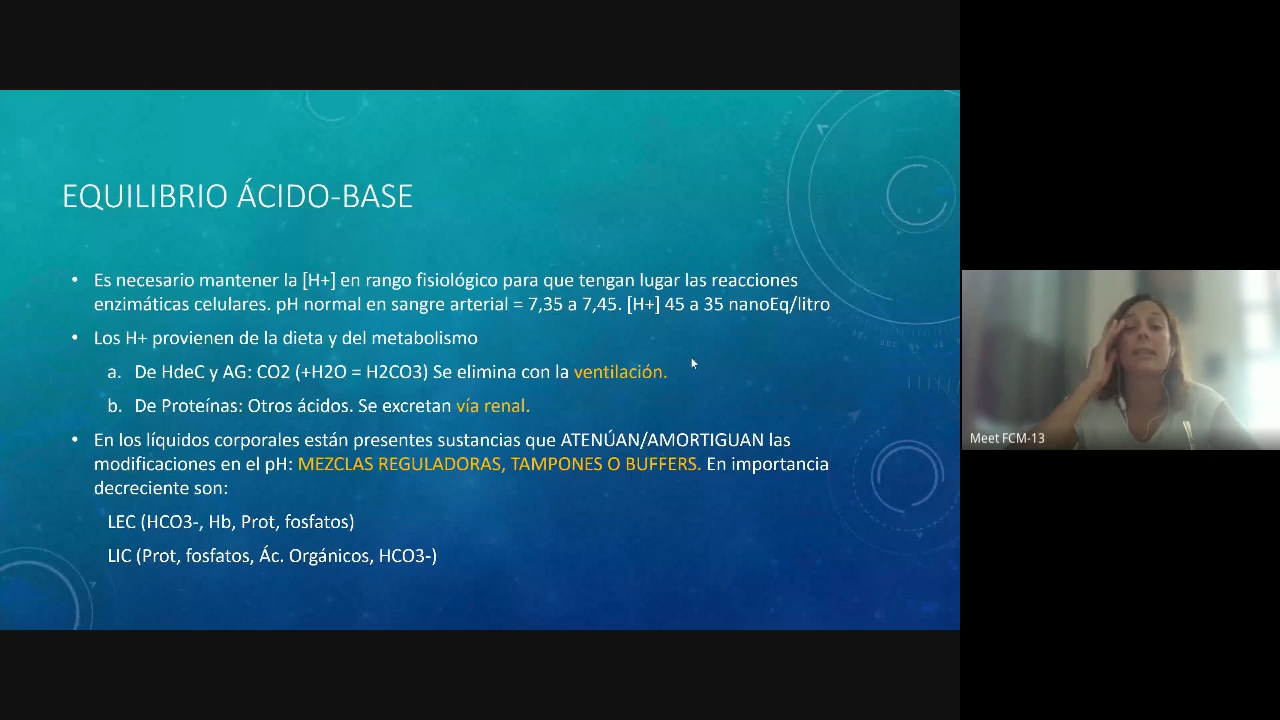 EQUILIBRIO ÁCIDO-BASE
• Es necesario mantener la [H+] en rango fisiológico para que tengan lugar las reacciones
enzimáticas celulares. pH normal en sangre arterial = 7,35 a 7,45. [H+] 45 a 35 nanoEq/litro
• Los H+ provienen de la dieta y del metabolismo
a. De HdeC y AG: CO2 (+H2O = H2CO3) Se elimina con la ventilación.
b. De Proteínas: Otros ácidos. Se excretan vía renal.
• En los líquidos corporales están presentes sustancias que ATENÚAN/AMORTIGUAN las
modificaciones en el pH: MEZCLAS REGULADORAS, TAMPONES O BUFFERS. En importancia
decreciente son:
LEC (HCO3-, Hb, Prot, fosfatos)
LIC (Prot, fosfatos, Ác. Orgánicos, HCO3-)
Meet FCM-13